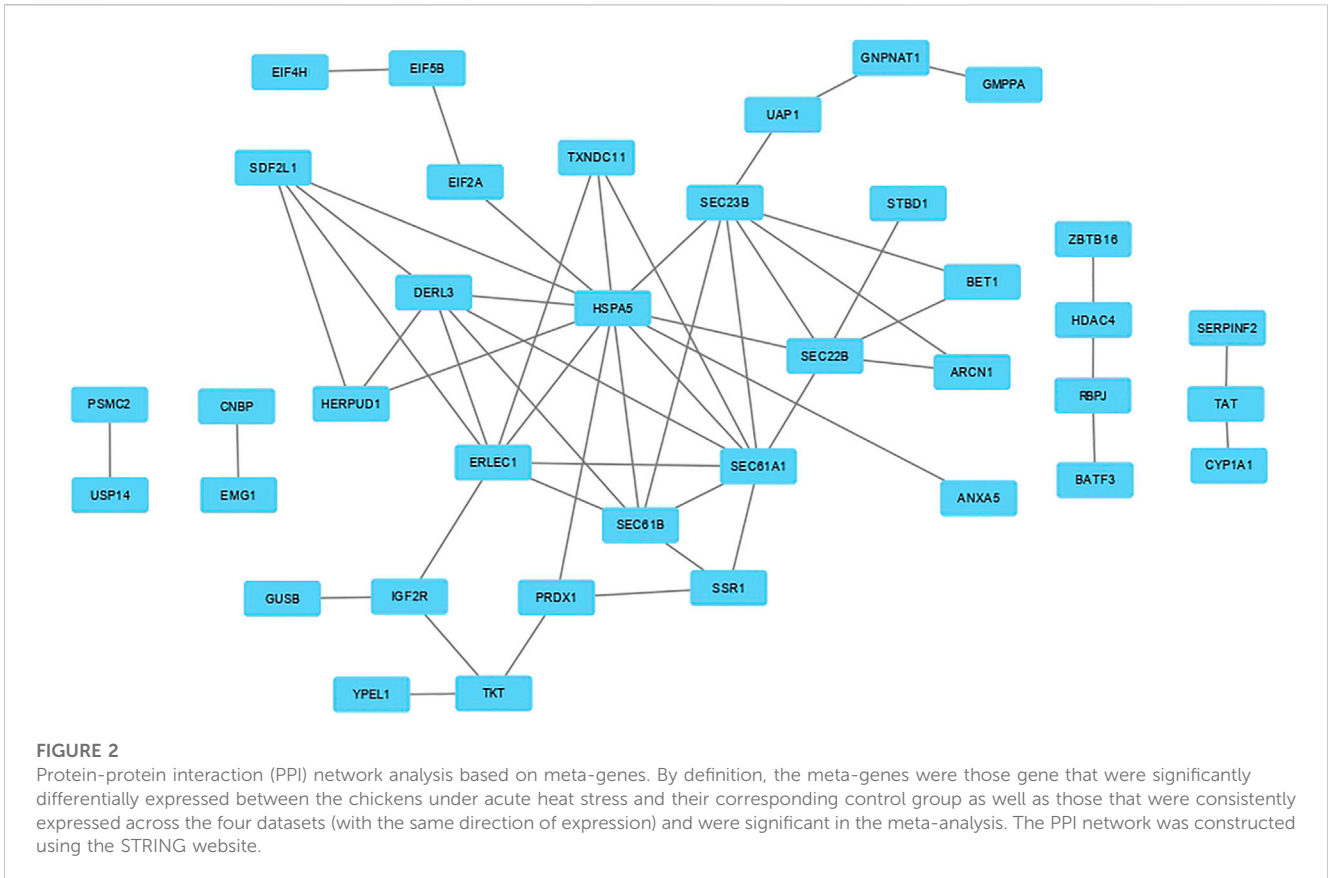 GNPNAT1
EIF4H
EIF5B
GMPPA
UAP1
TXNDC11
SDF2L1
EIF2A
SEC23B
STBD1
ZBTB16
BET1
DERL3
HSPA5
HDAC4
SERPINF2
SEC22B
ARCN1
RBPJ
PSMC2
CNBP
HERPUD1
TAT
ERLEC1
SEC61A1
CYP1A1
BATF3
USP14
EMG1
ANXA5
SEC61B
SSR1
GUSB
IGF2R
PRDX1
YPEL1
TKT
FIGURE 2
Protein-protein interaction (PPI) network analysis based on meta-genes. By definition, the meta-genes were those gene that were significantly
differentially expressed between the chickens under acute heat stress and their corresponding control group as well as those that were consistently
expressed across the four datasets (with the same direction of expression) and were significant in the meta-analysis. The PPI network was constructed
using the STRING website.